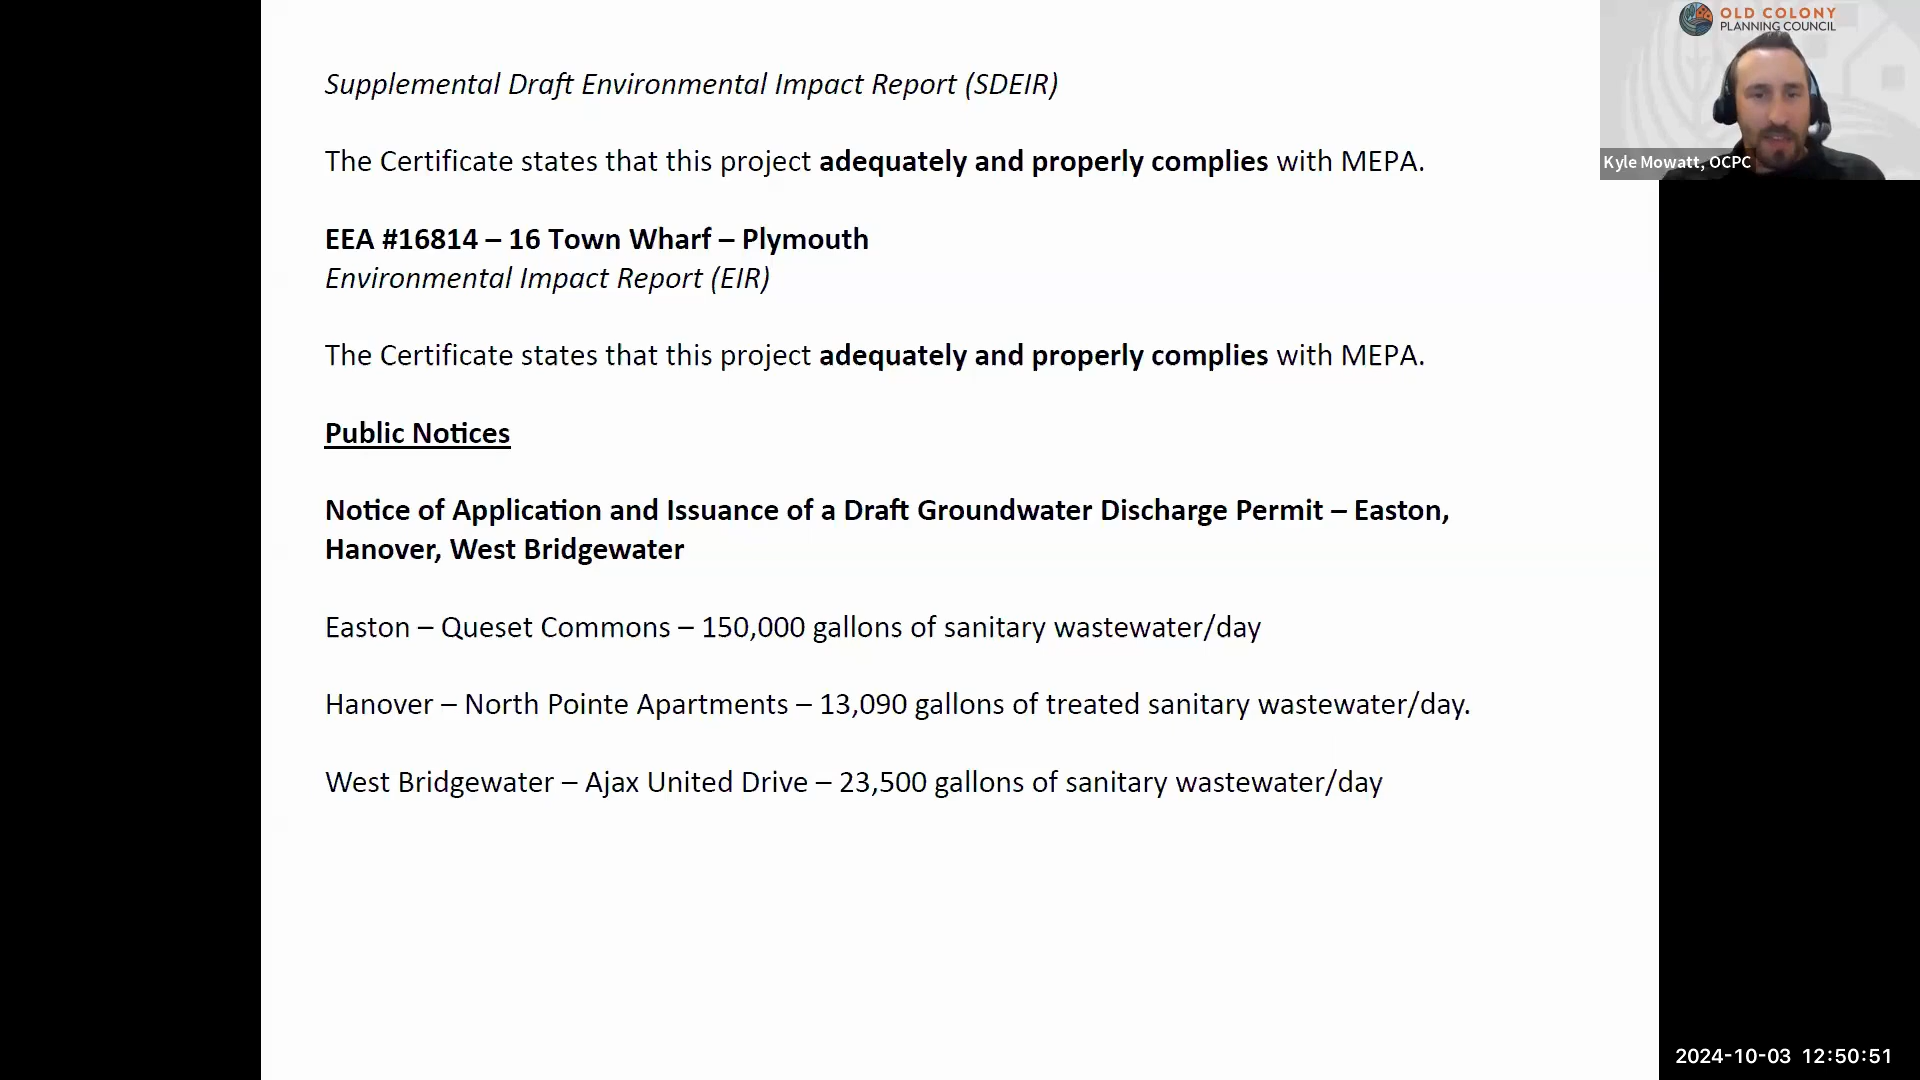 Supplemental Draft Environmental Impact Report (SDEIR)
The Certificate states that this project adequately and properly complies with MEPA.
EEA #16814 – 16 Town Wharf – Plymouth
Environmental Impact Report (EIR)
The Certificate states that this project adequately and properly complies with MEPA.
Public Notices
Notice of Application and Issuance of a Draft Groundwater Discharge Permit – Easton,
Hanover, West Bridgewater
Easton – Queset Commons – 150,000 gallons of sanitary wastewater/day
Hanover – North Pointe Apartments – 13,090 gallons of treated sanitary wastewater/day.
West Bridgewater – Ajax United Drive – 23,500 gallons of sanitary wastewater/day
OLD COLONY
PLANNING COUNCIL
Kyle Mowatt, OCPC
2024-10-03 12:50:51